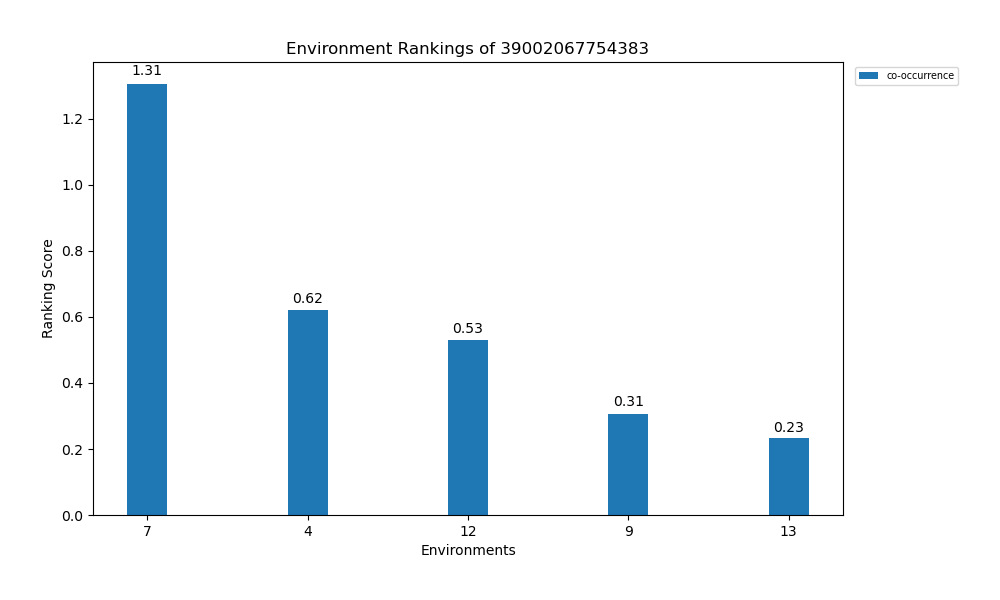 Environment Rankings of 39002067754383
co-occurrence
Ranking Score
1.2
1.0
0.8
0.6
0.4
0.2
0.0
1.31
0.62
0.53
0.31
0.23
7 4 12 9 13
Environments